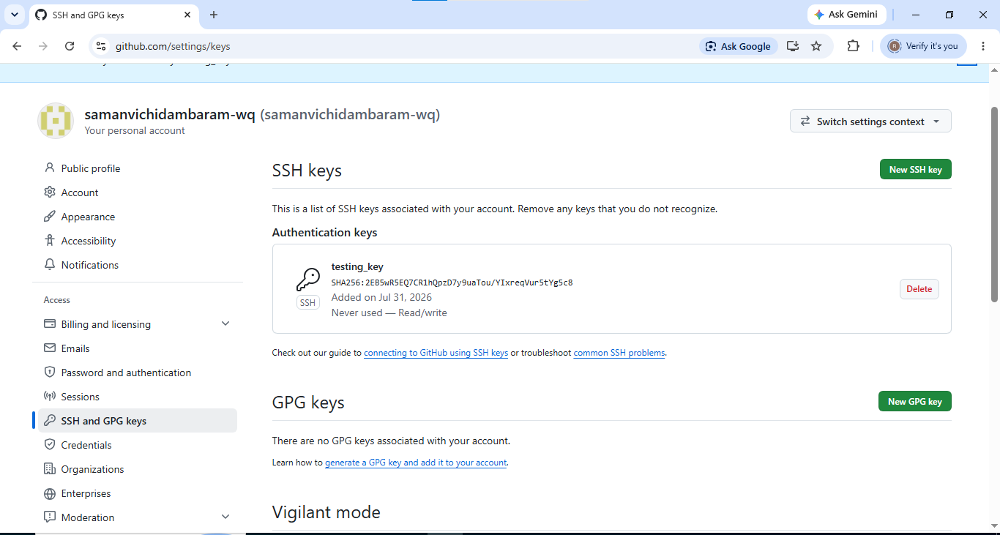 SSH and GPG keys
Ask Gemini
github.com/settings/keys
Ask Google
R
Verify it's you
samanvichidambaram-wq (samanvichidambaram-wq)
Your personal account
Switch settings context
Public profile
Account
Appearance
Accessibility
Notifications
Access
Billing and licensing
Emails
Password and authentication
Sessions
SSH and GPG keys
Credentials
Organizations
Enterprises
Moderation
SSH keys
New SSH key
This is a list of SSH keys associated with your account. Remove any keys that you do not recognize.
Authentication keys
testing_key
SHA256:2EB5wR5EQ7CR1hQpzD7y9uaTou/YIxreqVur5tYg5c8
SSH
Added on Jul 31, 2026
Never used — Read/write
Delete
Check out our guide to connecting to GitHub using SSH keys or troubleshoot common SSH problems.
GPG keys
New GPG key
There are no GPG keys associated with your account.
Learn how to generate a GPG key and add it to your account.
Vigilant mode